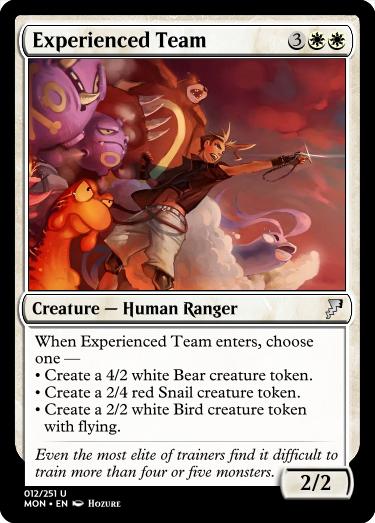 Experienced Team 3
Creature — Human Ranger
When Experienced Team enters, choose
one —
• Create a 4/2 white Bear creature token.
• Create a 2/4 red Snail creature token.
• Create a 2/2 white Bird creature token
with flying.
Even the most elite of trainers find it difficult to
train more than four or five monsters.
2/2
012/251 U
MON • EN Hozure